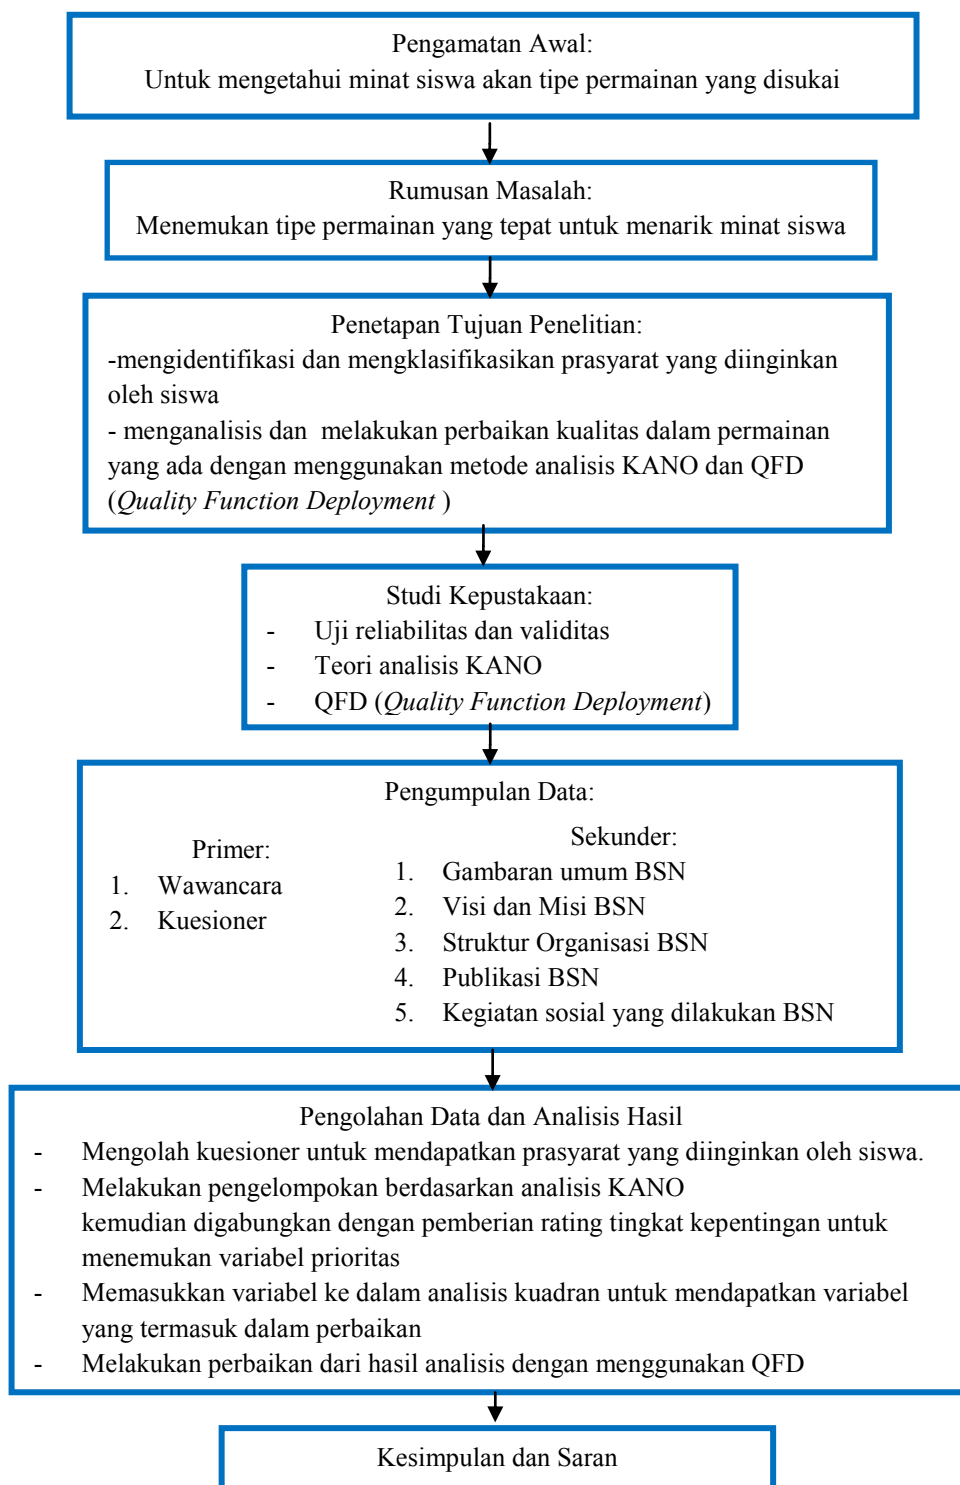 Pengamatan Awal:
Untuk mengetahui minat siswa akan tipe permainan yang disukai
Rumusan Masalah:
Menemukan tipe permainan yang tepat untuk menarik minat siswa
Penetapan Tujuan Penelitian:
-mengidentifikasi dan mengklasifikasikan prasyarat yang diinginkan
oleh siswa
- menganalisis dan  melakukan perbaikan kualitas dalam permainan
yang ada dengan menggunakan metode analisis KANO dan QFD
(Quality Function Deployment )
Studi Kepustakaan:
- Uji reliabilitas dan validitas
- Teori analisis KANO
- QFD (Quality Function Deployment)
Pengumpulan Data:
Primer:
1. Wawancara
2. Kuesioner
Sekunder:
1. Gambaran umum BSN
2. Visi dan Misi BSN
3. Struktur Organisasi BSN
4. Publikasi BSN
5. Kegiatan sosial yang dilakukan BSN
Pengolahan Data dan Analisis Hasil
- Mengolah kuesioner untuk mendapatkan prasyarat yang diinginkan oleh siswa.
- Melakukan pengelompokan berdasarkan analisis KANO
kemudian digabungkan dengan pemberian rating tingkat kepentingan untuk
menemukan variabel prioritas
- Memasukkan variabel ke dalam analisis kuadran untuk mendapatkan variabel
yang termasuk dalam perbaikan
- Melakukan perbaikan dari hasil analisis dengan menggunakan QFD
Kesimpulan dan Saran